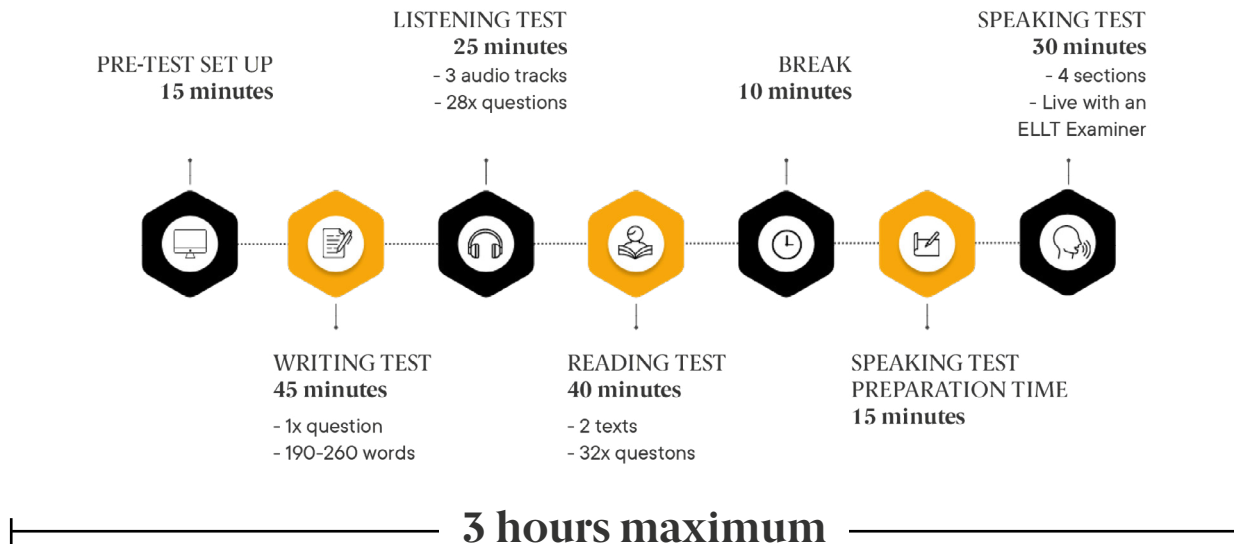 PRE-TEST SET UP
15 minutes
WRITING TEST
45 minutes
- 1x question
- 190-260 words
LISTENING TEST
25 minutes
- 3 audio tracks
- 28x questions
READING TEST
40 minutes
- 2 texts
- 32x questons
BREAK
10 minutes
SPEAKING TEST
PREPARATION TIME
15 minutes
SPEAKING TEST
30 minutes
- 4 sections
- Live with an
ELLT Examiner
3 hours maximum